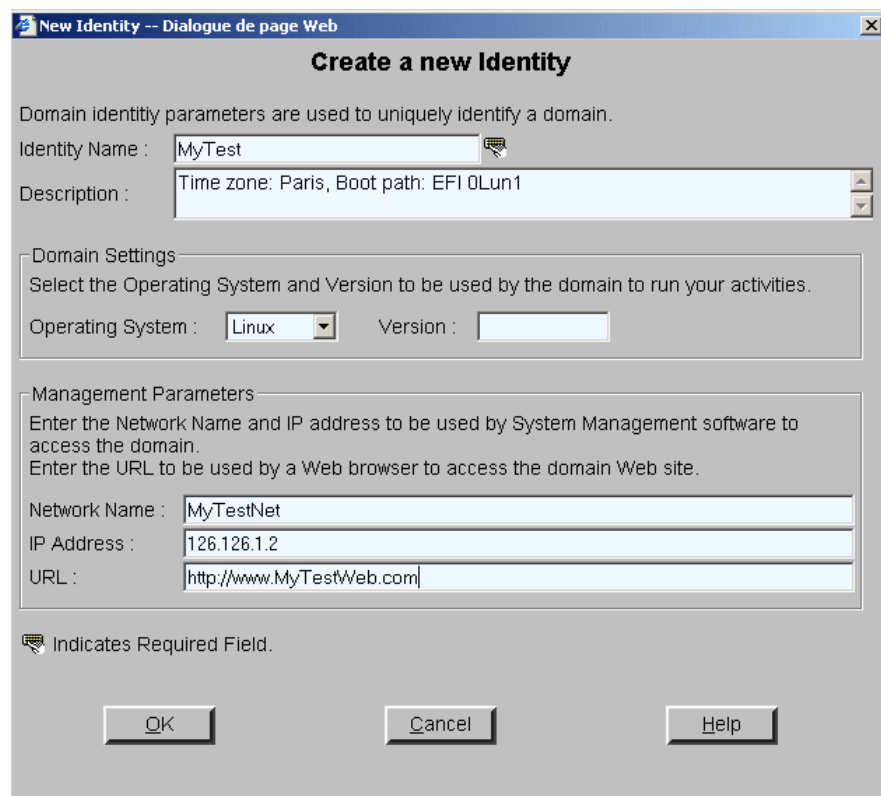 New Identity -- Dialogue de page Web
Create a new Identity
Domain identitiy parameters are used to uniquely identify a domain.
Identity Name : MyTest
Description : Time zone: Paris, Boot path: EFI 0Lun1
Domain Settings
Select the Operating System and Version to be used by the domain to run your activities.
Operating System : Linux Version :
Management Parameters
Enter the Network Name and IP address to be used by System Management software to
access the domain.
Enter the URL to be used by a Web browser to access the domain Web site.
Network Name : MyTestNet
IP Address : 126.126.1.2
URL : http://www.MyTestWeb.com
Indicates Required Field.
OK Cancel Help